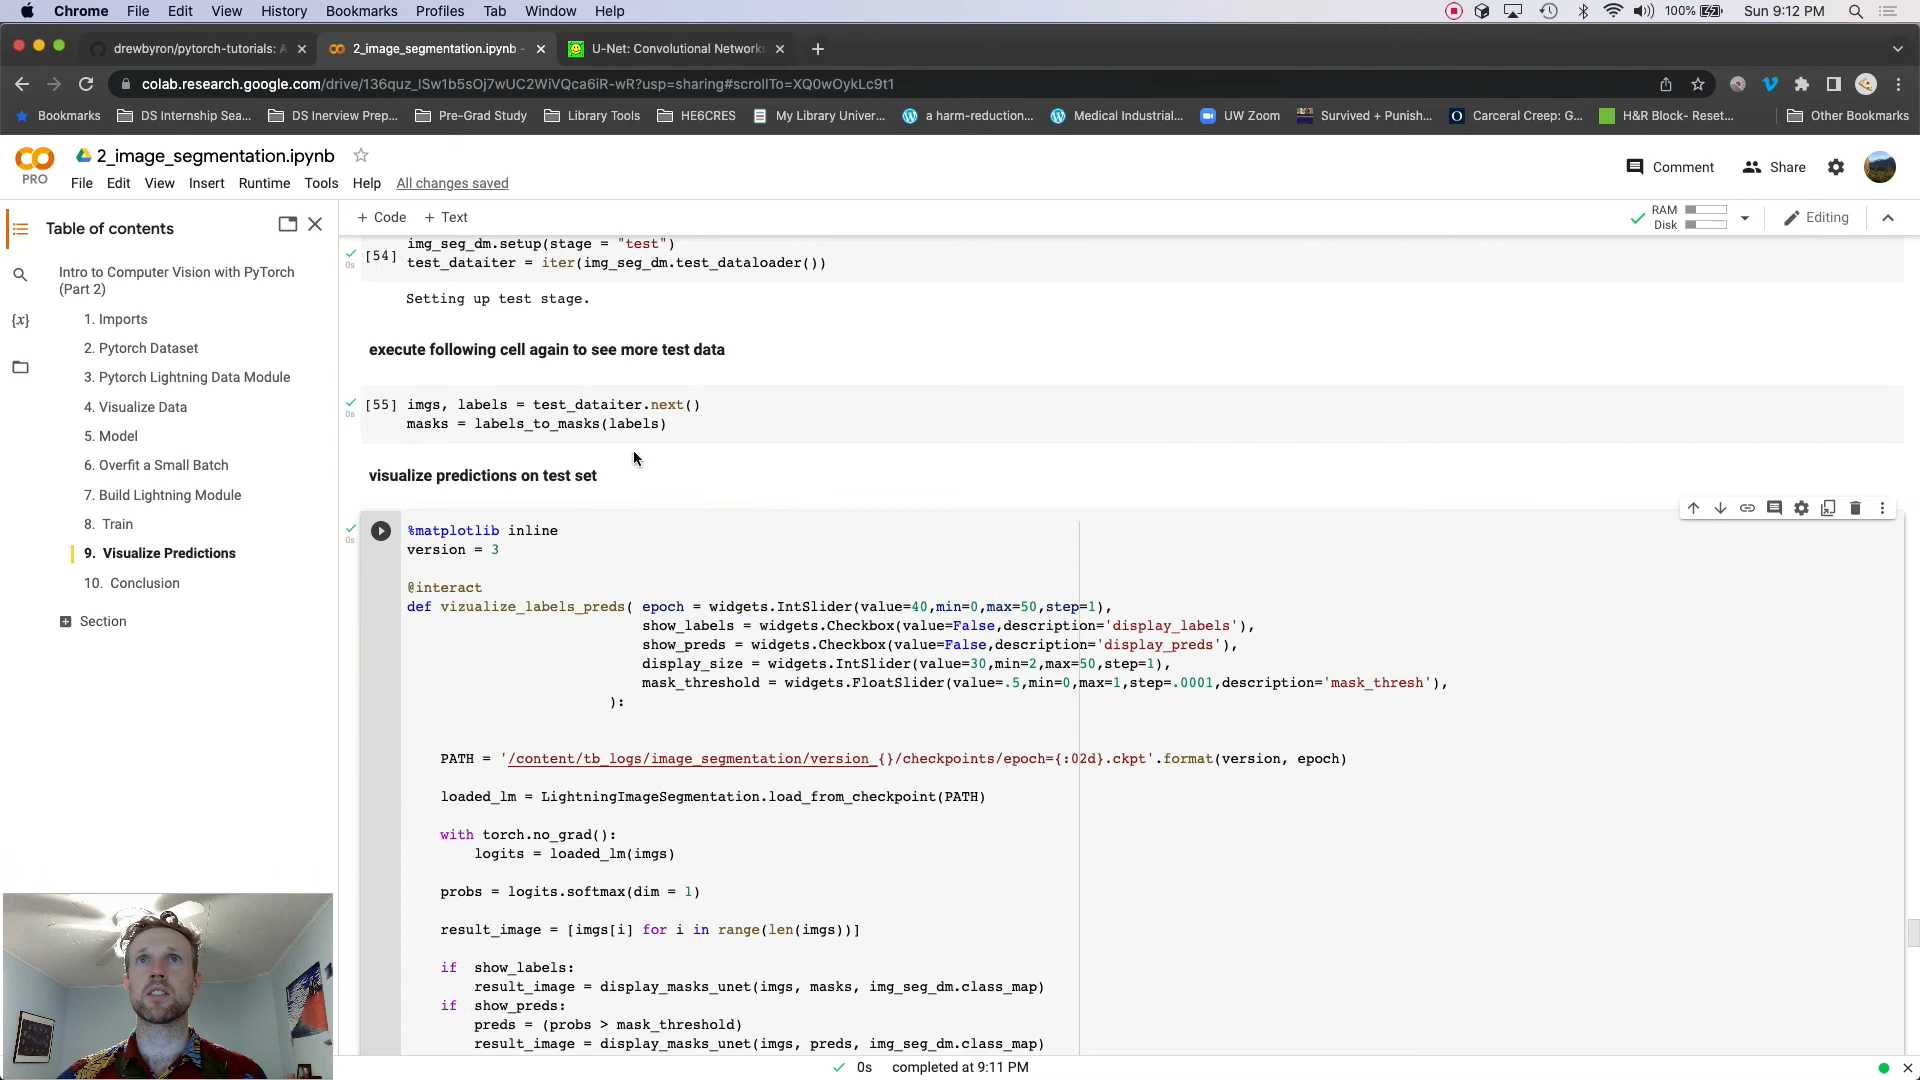 Chrome File Edit View History Bookmarks Profiles Tab Window Help 100% Sun 9:12 PM
drewbyron/pytorch-tutorials: A
2_image_segmentation.ipynb -
U-Net: Convolutional Networks
colab.research.google.com/drive/136quz_lSw1b5sOj7wUC2WiVQca6iR-wR?usp=sharing#scrollTo=XQ0wOykLc9t1
Bookmarks DS Internship Sea... DS Inerview Prep... Pre-Grad Study Library Tools HE6CRES My Library Univer... a harm-reduction... Medical Industrial... UW Zoom Survived + Punish... Carceral Creep: G... H&R Block- Reset... Other Bookmarks
CO PRO
2_image_segmentation.ipynb
Comment Share
File Edit View Insert Runtime Tools Help All changes saved
Table of contents
+ Code + Text
RAM
Disk
Editing
Intro to Computer Vision with PyTorch
(Part 2)
1. Imports
2. Pytorch Dataset
3. Pytorch Lightning Data Module
4. Visualize Data
5. Model
6. Overfit a Small Batch
7. Build Lightning Module
8. Train
9. Visualize Predictions
10. Conclusion
Section
{x}
img_seg_dm.setup(stage = "test")
[54] test_dataiter = iter(img_seg_dm.test_dataloader())
0s
Setting up test stage.
execute following cell again to see more test data
[55] imgs, labels = test_dataiter.next()
0s
masks = labels_to_masks(labels)
visualize predictions on test set
0s
%matplotlib inline
version = 3
@interact
def vizualize_labels_preds( epoch = widgets.IntSlider(value=40,min=0,max=50,step=1),
show_labels = widgets.Checkbox(value=False,description='display_labels'),
show_preds = widgets.Checkbox(value=False,description='display_preds'),
display_size = widgets.IntSlider(value=30,min=2,max=50,step=1),
mask_threshold = widgets.FloatSlider(value=.5,min=0,max=1,step=.0001,description='mask_thresh'),
):
PATH = '/content/tb_logs/image_segmentation/version_{}/checkpoints/epoch={:02d}.ckpt'.format(version, epoch)
loaded_lm = LightningImageSegmentation.load_from_checkpoint(PATH)
with torch.no_grad():
logits = loaded_lm(imgs)
probs = logits.softmax(dim = 1)
result_image = [imgs[i] for i in range(len(imgs))]
if show_labels:
result_image = display_masks_unet(imgs, masks, img_seg_dm.class_map)
if show_preds:
preds = (probs > mask_threshold)
result_image = display_masks_unet(imgs, preds, img_seg_dm.class_map)
0s completed at 9:11 PM